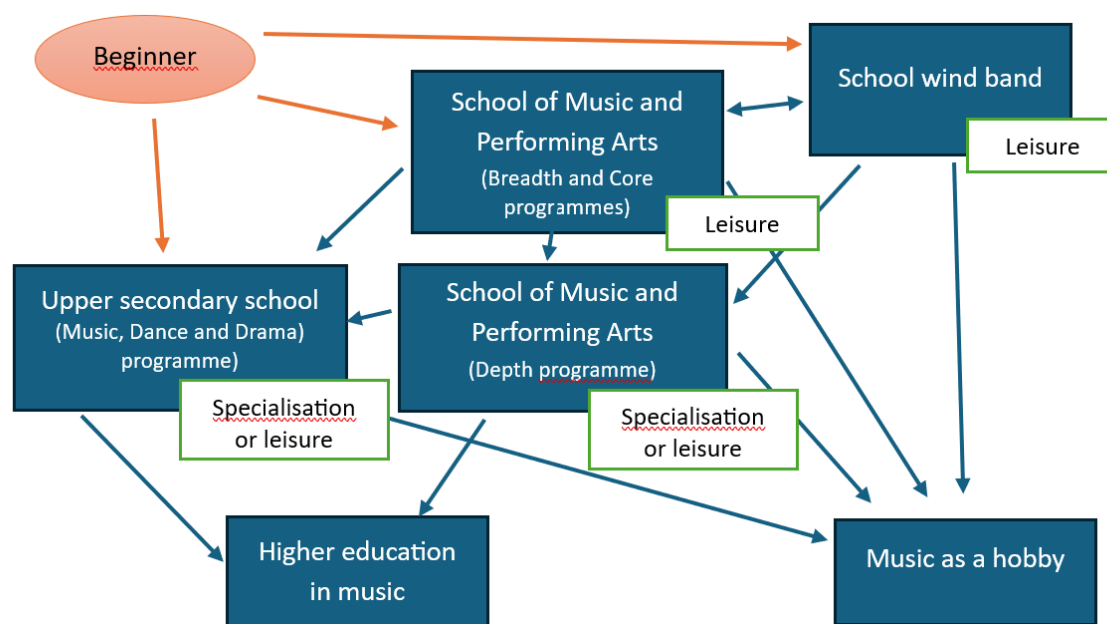 Beginner
School of Music and
Performing Arts
(Breadth and Core
programmes)
Leisure
School wind band
Leisure
Upper secondary school
(Music, Dance and Drama)
programme)
Specialisation
or leisure
School of Music and
Performing Arts
(Depth programme)
Specialisation
or leisure
Higher education
in music
Music as a hobby